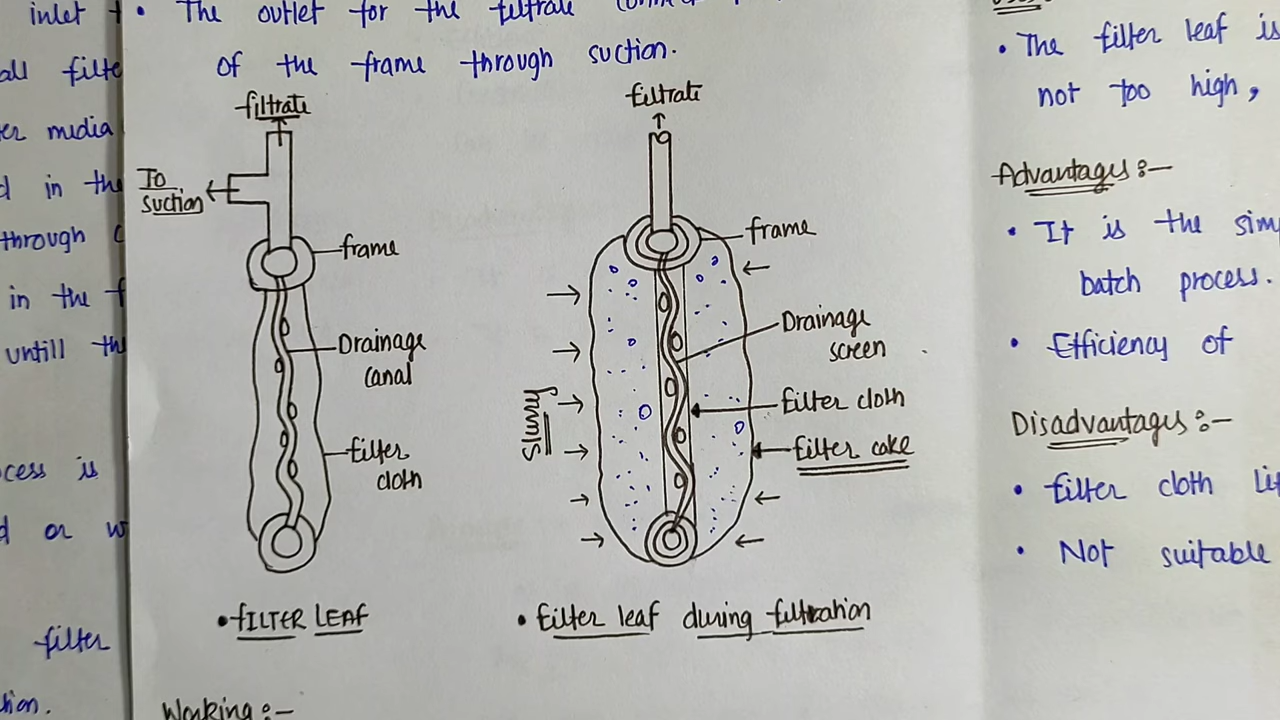 inlet
all filte
media
in the
through
in the
untill th
cess is
or w
filter
• The outlet for the filtrate
of the frame through suction.
filtrate
To
suction
frame
Drainage
canal
filter
cloth
• FILTER LEAF
filtrate
frame
Drainage
screen
filter cloth
filter cake
Slurry
• Filter leaf during filtration
Working :-
• The filter leaf is
not too high,
Advantages :-
• It is the sim
batch process.
• Efficiency of
Disadvantages :-
• filter cloth
• Not suitable